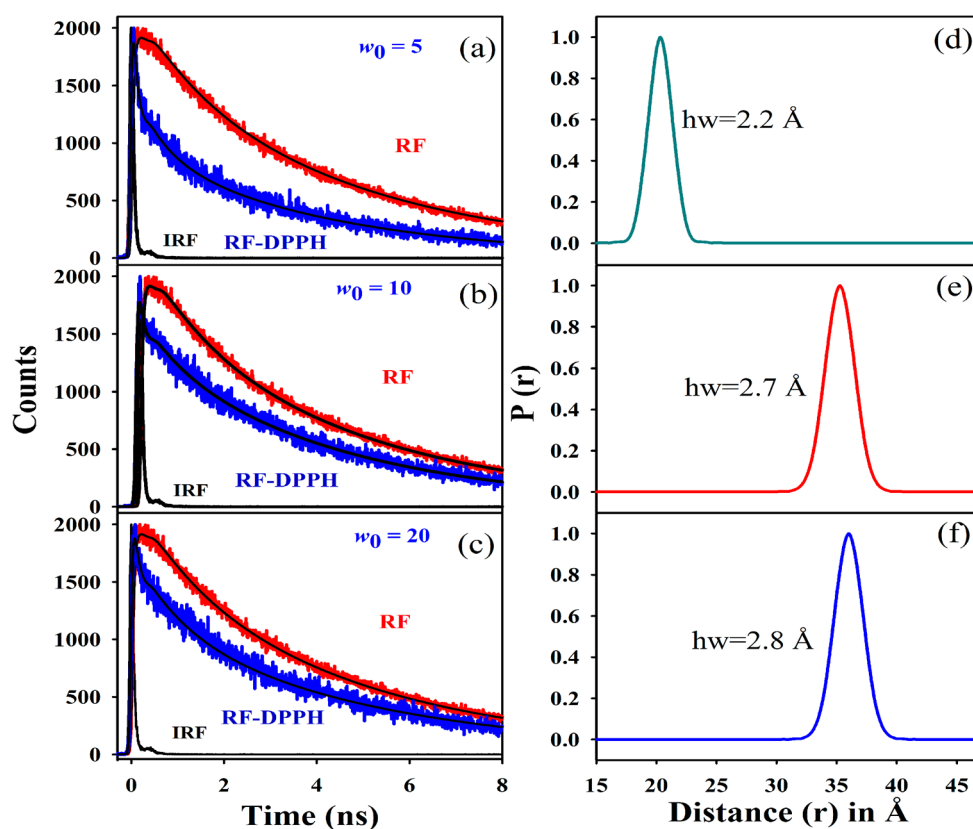 2000
1500
1000
500
0
w0 = 5
(a)
RF
RF-DPPH
IRF
2000
1500
1000
500
0
w0 = 10
(b)
RF
RF-DPPH
IRF
2000
1500
1000
500
0
w0 = 20
(c)
RF
RF-DPPH
IRF
0 2 4 6 8
Counts
Time (ns)
1.0
0.8
0.6
0.4
0.2
0.0
(d)
hw=2.2 Å
1.0
0.8
0.6
0.4
0.2
0.0
(e)
hw=2.7 Å
1.0
0.8
0.6
0.4
0.2
0.0
(f)
hw=2.8 Å
15 20 25 30 35 40 45
P (r)
Distance (r) in Å